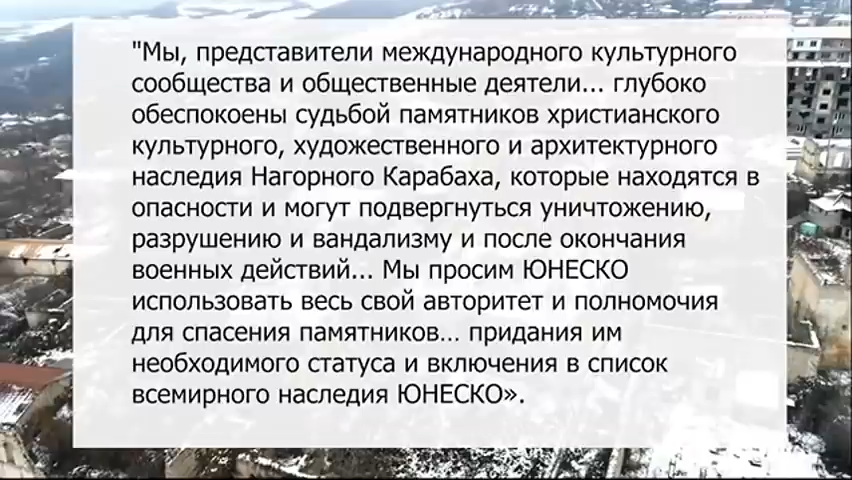 "Мы, представители международного культурного
сообщества и общественные деятели... глубоко
обеспокоены судьбой памятников христианского
культурного, художественного и архитектурного
наследия Нагорного Карабаха, которые находятся в
опасности и могут подвергнуться уничтожению,
разрушению и вандализму и после окончания
военных действий... Мы просим ЮНЕСКО
использовать весь свой авторитет и полномочия
для спасения памятников... придания им
необходимого статуса и включения в список
всемирного наследия ЮНЕСКО».